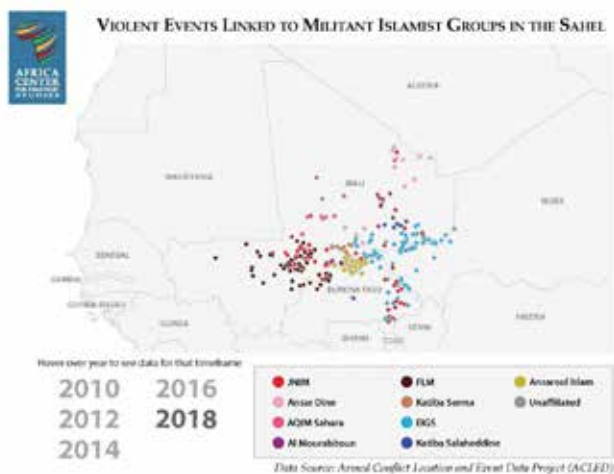 VIOLENT EVENTS LINKED TO MILITANT ISLAMIST GROUPS IN THE SAHEL
AFRICA
CENTER
FOR STRATEGIC
STUDIES
ALGERIA
MAURITANIA
MALI
NIGER
SENEGAL
GAMBIA
GUINEA-BISSAU
BURKINA FASO
GUINEA
BENIN
NIGERIA
GHANA
TOGO
Hover over year to see data for that timeframe
2010 2016
2012 2018
2014
JNIM FLM Ansaroul Islam
Ansar Dine Katiba Serma Unaffiliated
AQIM Sahara EIGS
Al Mourabitoun Katiba Salaheddine
Data Source: Armed Conflict Location and Event Data Project (ACLED)